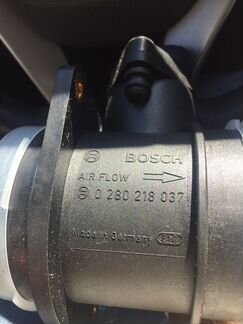 BOSCH
AIR FLOW
0 280 218 037
Made in Germany